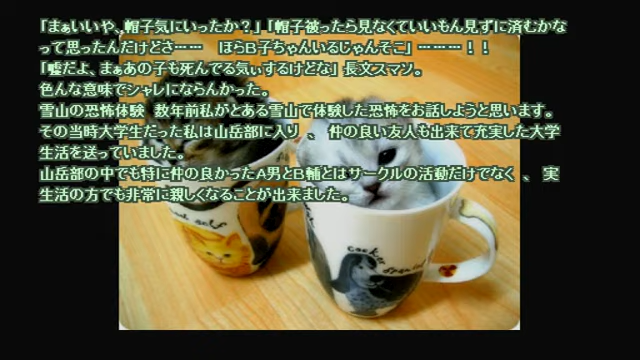 「まぁいいや、,帽子気にいったか？」「帽子被ったら見なくていいもん見ずに済むかな
って思ったんだけどさ……　ほらB子ちゃんいるじゃんそこ」………！！
「嘘だよ、まぁあの子も死んでる気ぃするけどな」長文スマソ。
色んな意味でシャレにならんかった。
雪山の恐怖体験　数年前私がとある雪山で体験した恐怖をお話しようと思います。
その当時大学生だった私は山岳部に入り 、 仲の良い友人も出来て充実した大学
生活を送っていました。
山岳部の中でも特に仲の良かったA男とB輔とはサークルの活動だけでなく 、 実
生活の方でも非常に親しくなることが出来ました。